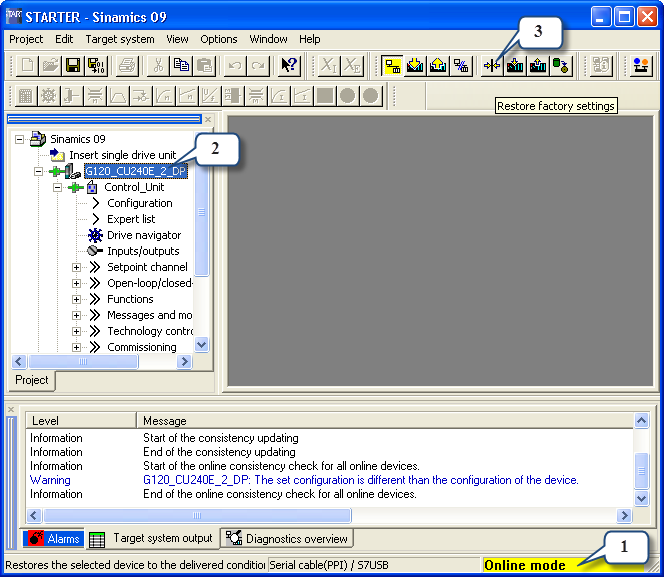 STARTER - Sinamics 09
Project Edit Target system View Options Window Help
3
Restore factory settings
Sinamics 09
Insert single drive unit
2
G120_CU240E_2_DP
Control_Unit
Configuration
Expert list
Drive navigator
Inputs/outputs
Setpoint channel
Open-loop/closed-
Functions
Messages and mo
Technology contro
Commissioning
Project
Level Message
Information Start of the consistency updating
Information End of the consistency updating
Information Start of the online consistency check for all online devices.
Warning G120_CU240E_2_DP: The set configuration is different than the configuration of the device.
Information End of the online consistency check for all online devices.
Alarms Target system output Diagnostics overview
1
Restores the selected device to the delivered conditior Serial cable(PPI) / S7USB Online mode